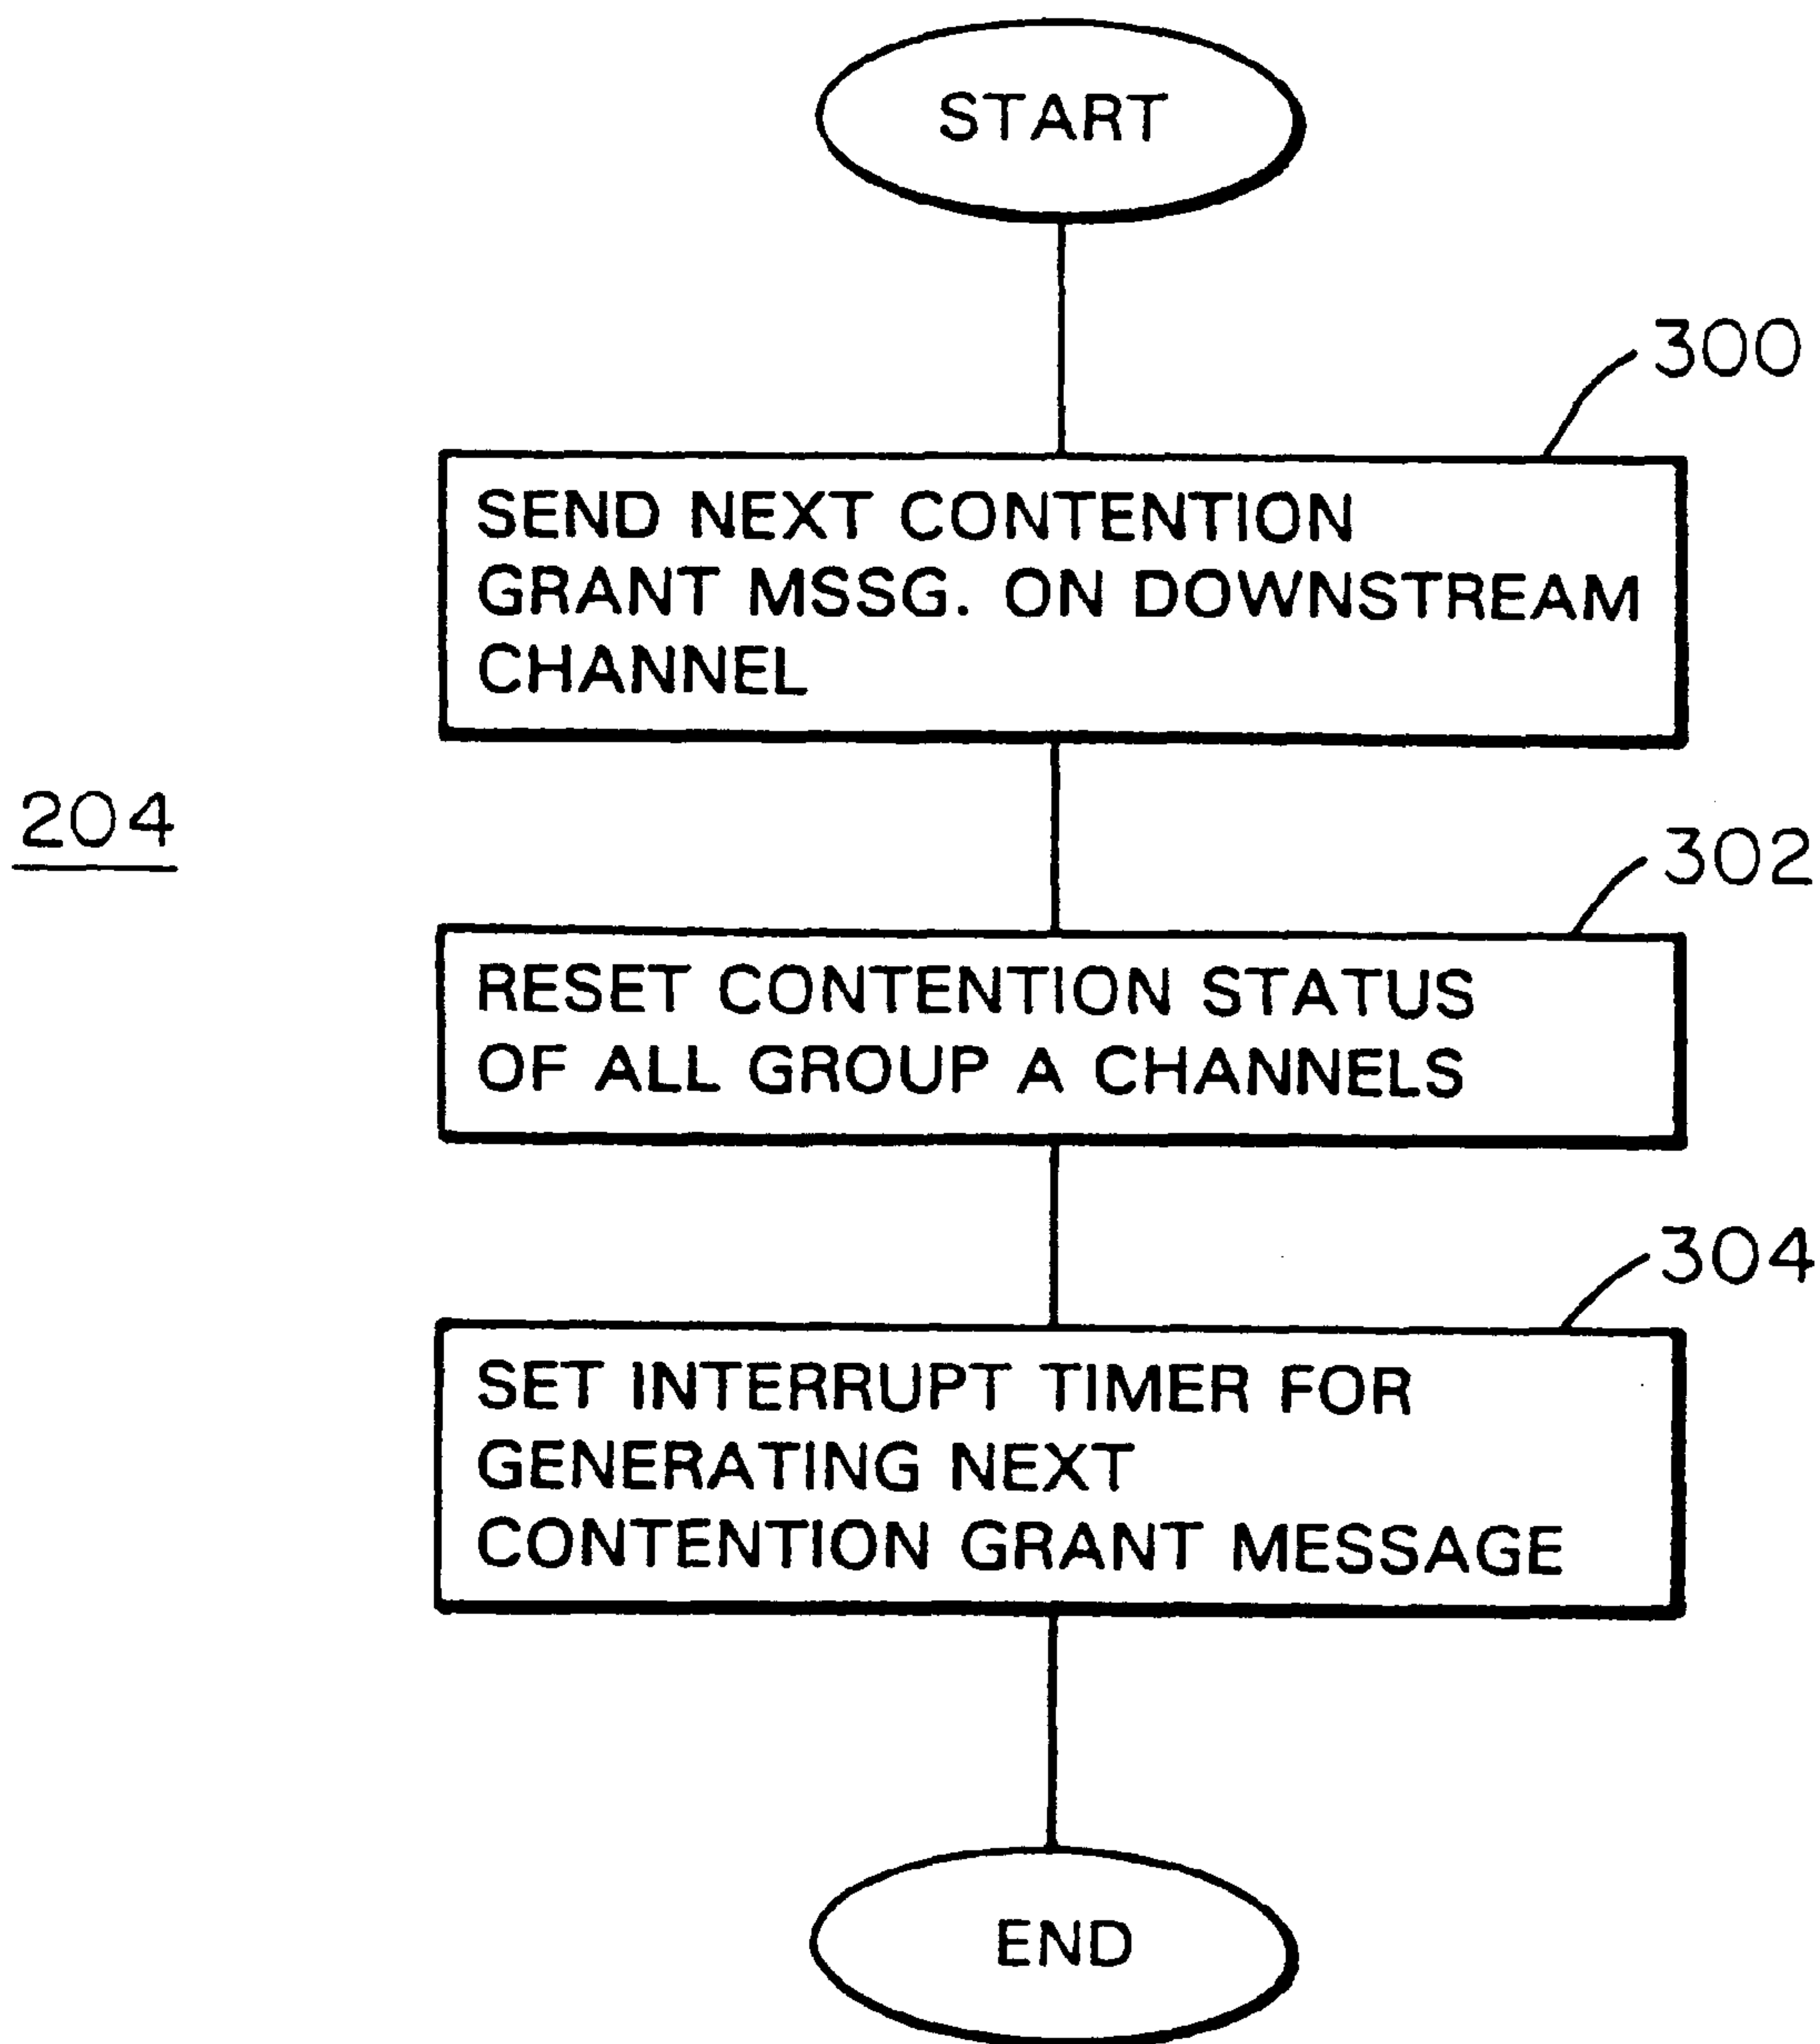 START
300
SEND NEXT CONTENTION
GRANT MSSG. ON DOWNSTREAM
CHANNEL
204
302
RESET CONTENTION STATUS
OF ALL GROUP A CHANNELS
304
SET INTERRUPT TIMER FOR
GENERATING NEXT
CONTENTION GRANT MESSAGE
END